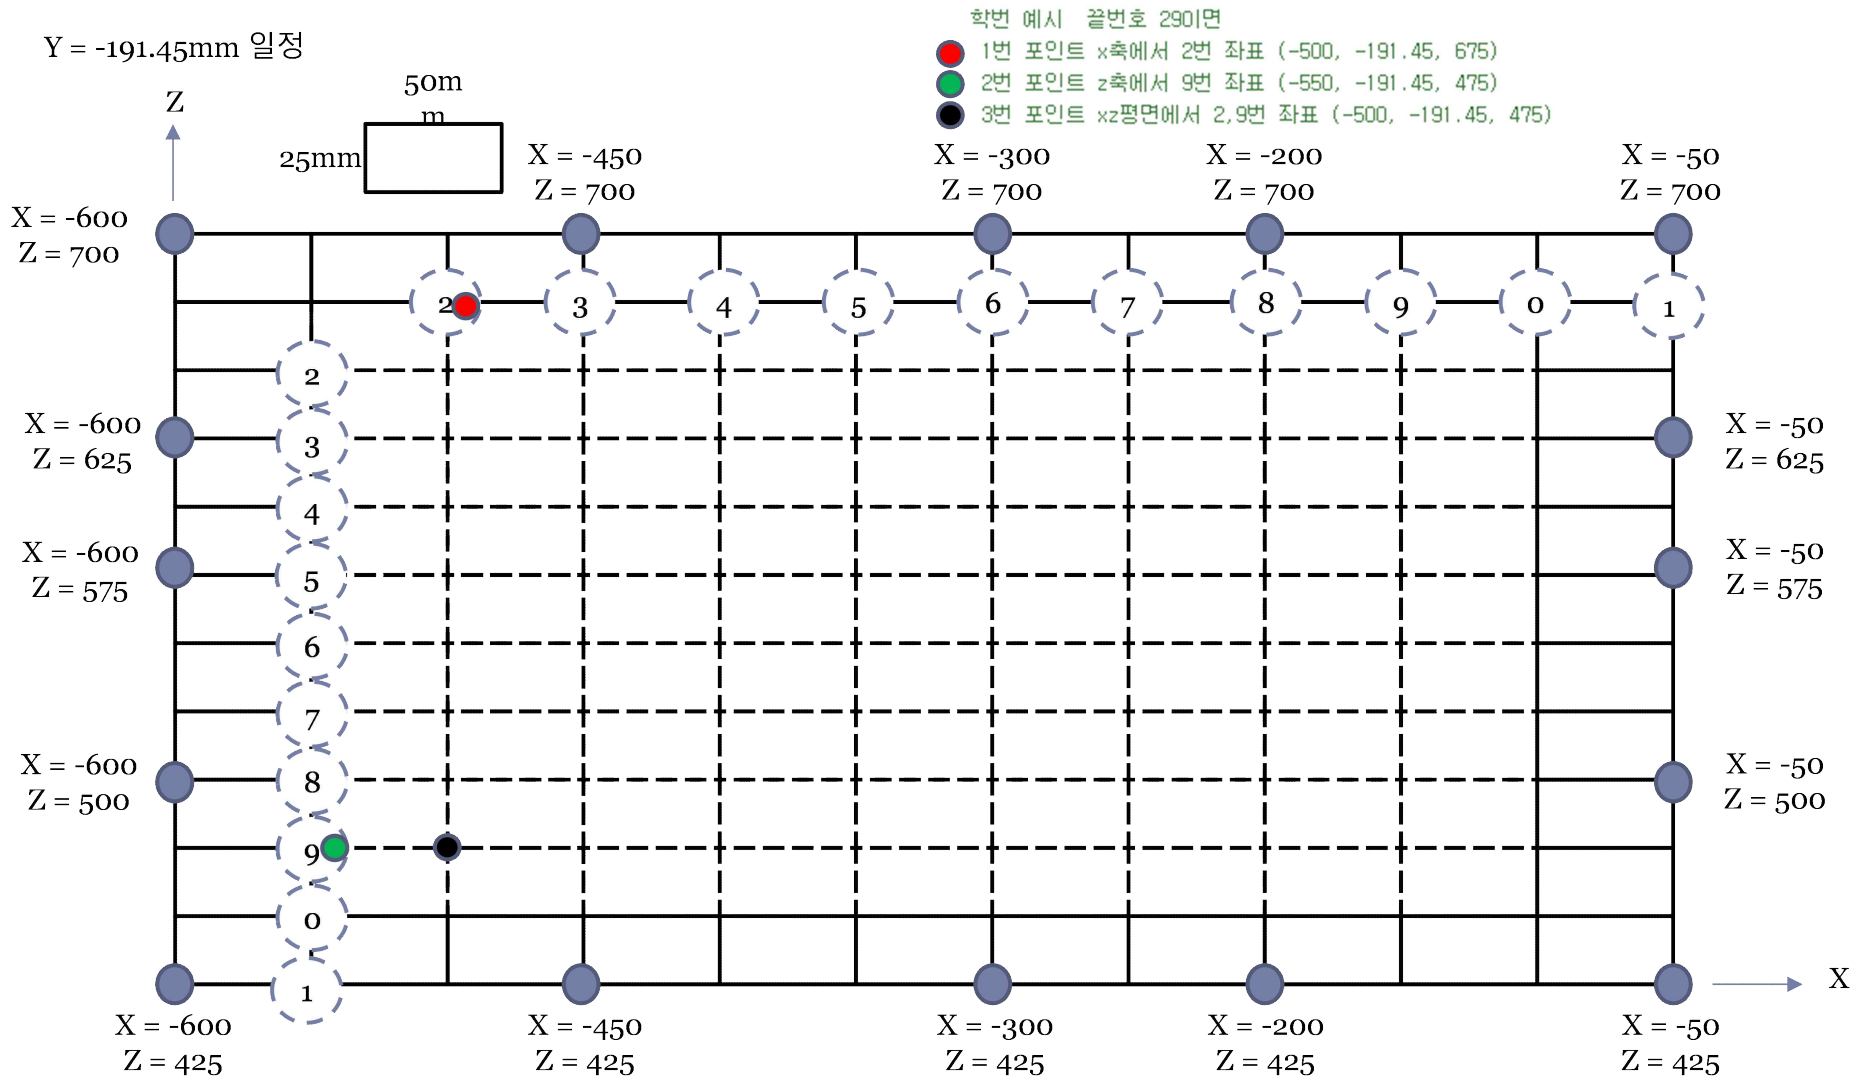 학번 예시 끝번호 290이면
Y = -191.45mm 일정
1번 포인트 x축에서 2번 좌표 (-500, -191.45, 675)
2번 포인트 z축에서 9번 좌표 (-550, -191.45, 475)
3번 포인트 xz평면에서 2,9번 좌표 (-500, -191.45, 475)
50m
m
Z
25mm
X = -450
Z = 700
X = -300
Z = 700
X = -200
Z = 700
X = -50
Z = 700
X = -600
Z = 700
2 3 4 5 6 7 8 9 0 1
2
3
4
5
6
7
8
9
0
1
X = -600
Z = 625
X = -600
Z = 575
X = -600
Z = 500
X = -50
Z = 625
X = -50
Z = 575
X = -50
Z = 500
X
X = -600
Z = 425
X = -450
Z = 425
X = -300
Z = 425
X = -200
Z = 425
X = -50
Z = 425